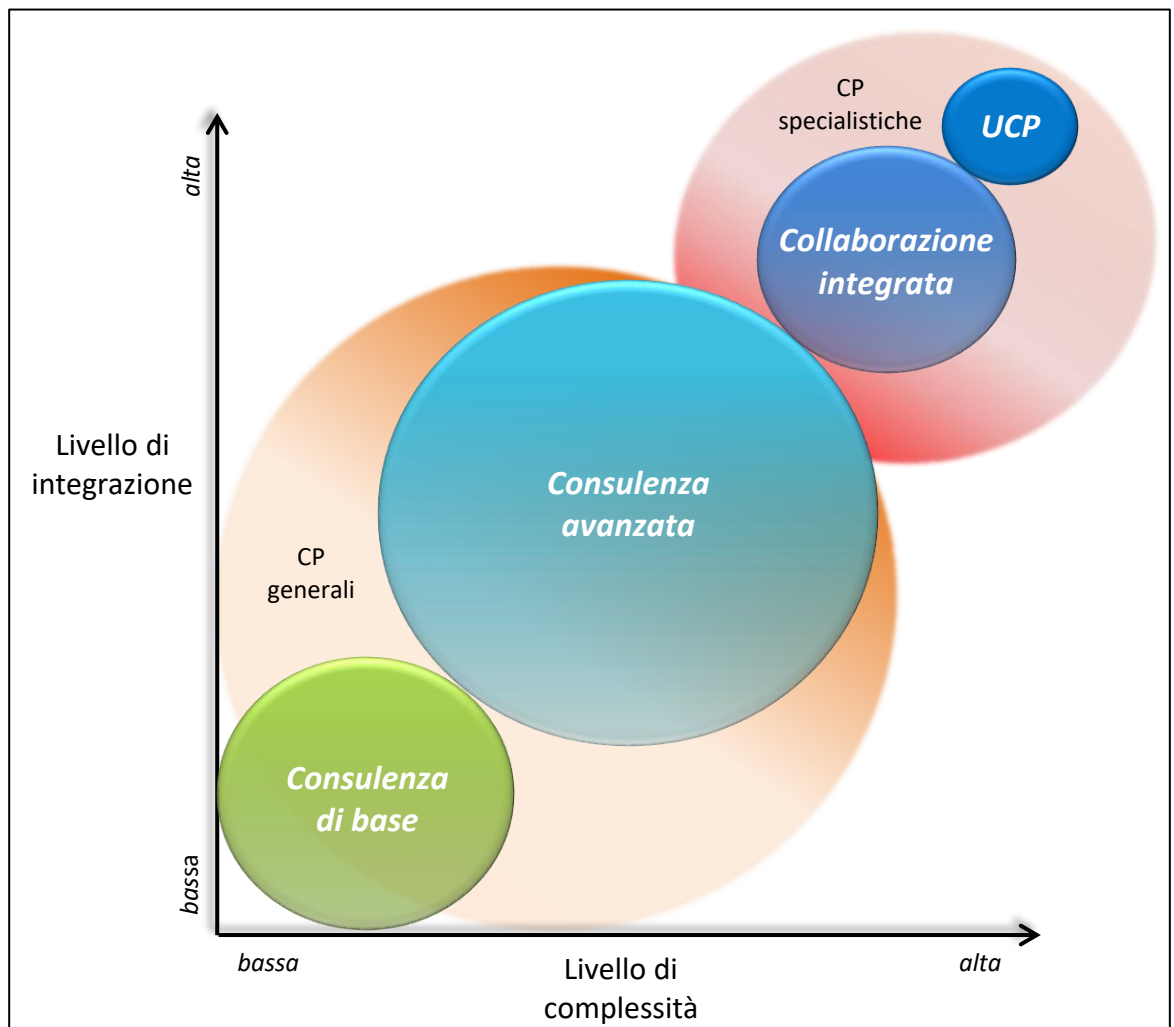 CP
specialistiche
UCP
alta
Collaborazione
integrata
Livello di
integrazione
Consulenza
avanzata
CP
generali
Consulenza
di base
bassa
bassa
Livello di
complessità
alta